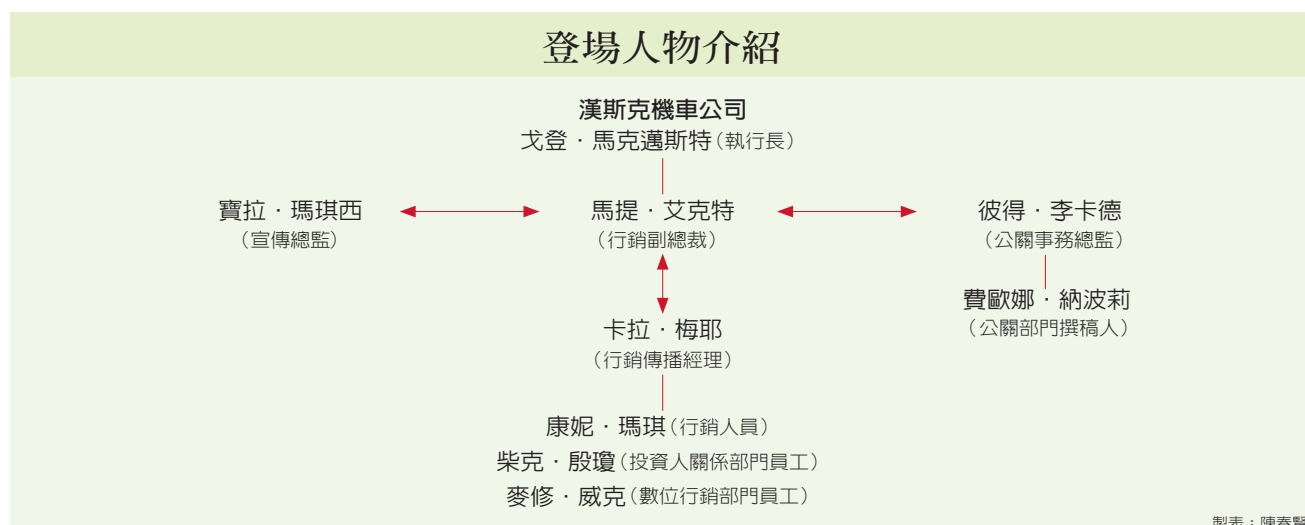 登場人物介紹
漢斯克機車公司
戈登・馬克邁斯特（執行長）
寶拉・瑪琪西
（宣傳總監）
馬提・艾克特
（行銷副總裁）
彼得・李卡德
（公關事務總監）
費歐娜・納波莉
（公關部門撰稿人）
卡拉・梅耶
（行銷傳播經理）
康妮・瑪琪（行銷人員）
柴克・殷瓊（投資人關係部門員工）
麥修・威克（數位行銷部門員工）
製表：陳春賢